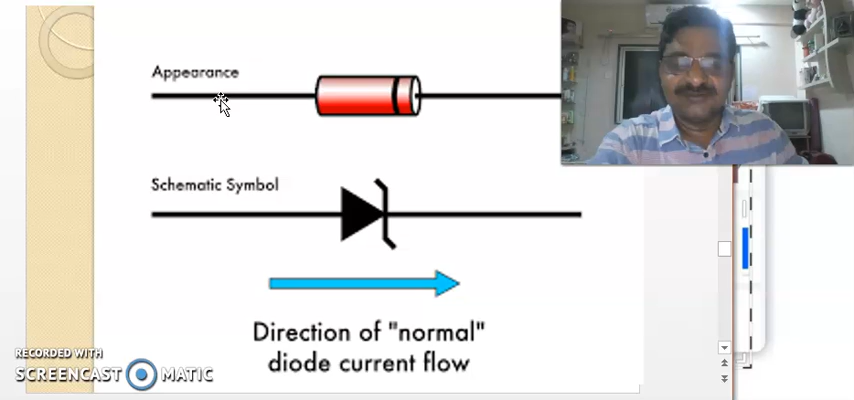 Appearance
Schematic Symbol
Direction of "normal"
diode current flow
RECORDED WITH
SCREENCAST MATIC